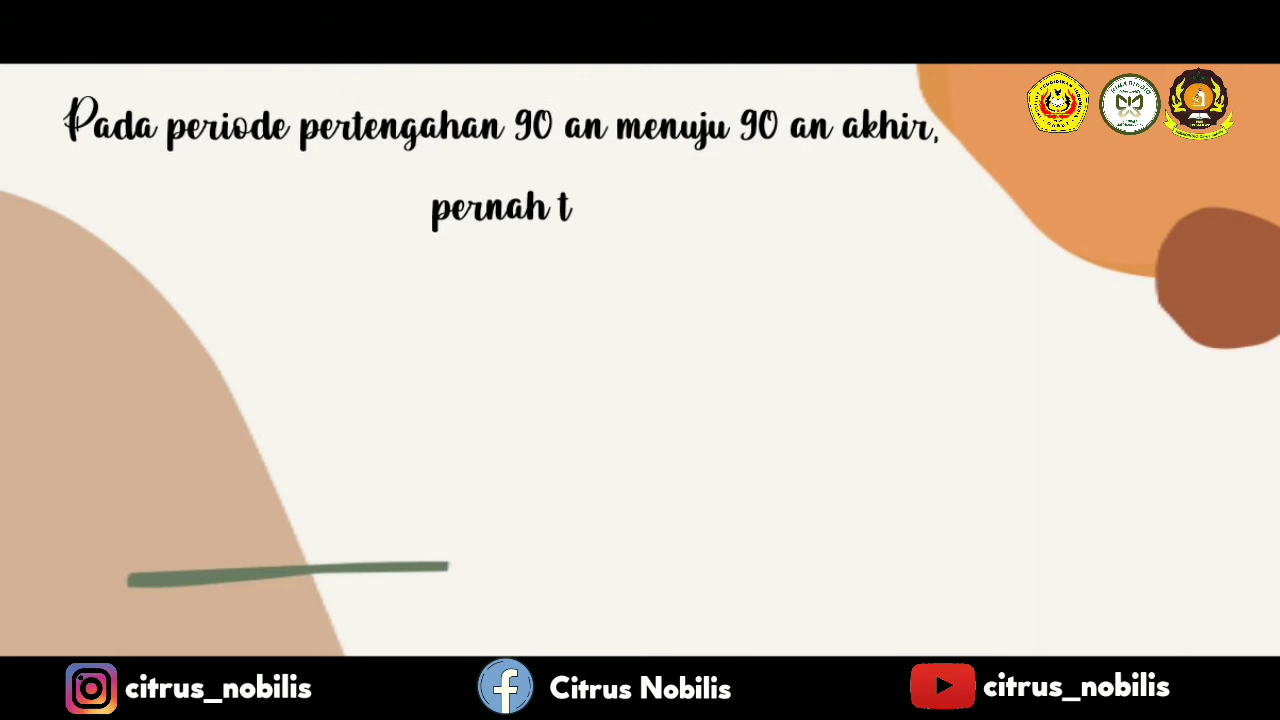 Pada periode pertengahan 90 an menuju 90 an akhir,
pernah t
citrus_nobilis
Citrus Nobilis
citrus_nobilis